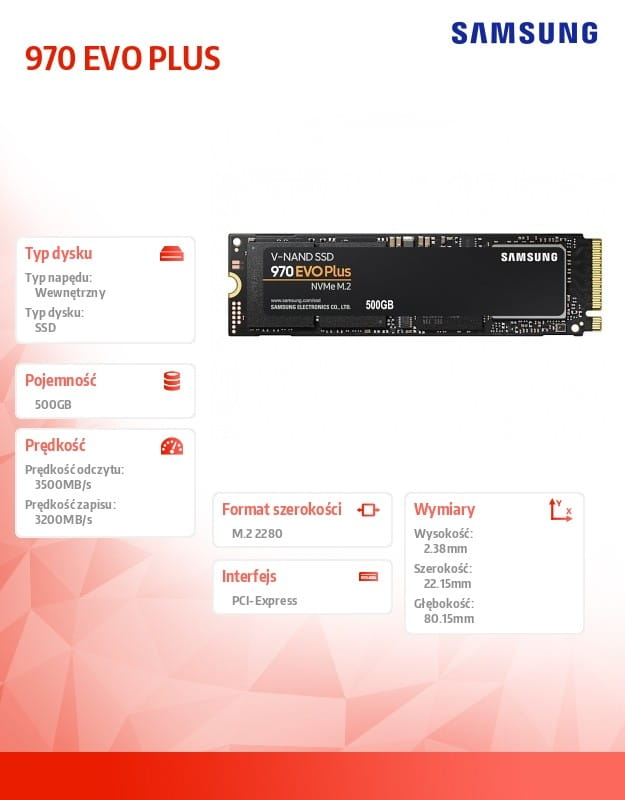 SAMSUNG
970 EVO PLUS
Typ dysku
Typ napędu:
Wewnętrzny
Typ dysku:
SSD
Pojemność
500GB
Prędkość
Prędkość odczytu:
3500MB/s
Prędkość zapisu:
3200MB/s
V-NAND SSD
970 EVO Plus
NVMe M.2
www.samsung.com/ssd
SAMSUNG ELECTRONICS CO., LTD.
500GB
SAMSUNG
Format szerokości
M.2 2280
Interfejs
PCI-Express
Wymiary
Y
X
Wysokość:
2.38mm
Szerokość:
22.15mm
Głębokość:
80.15mm